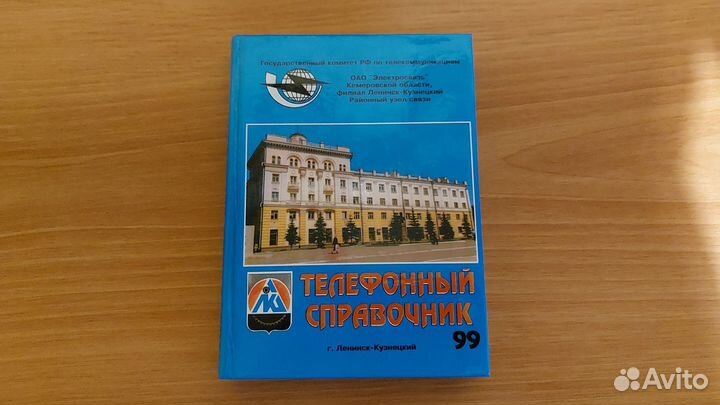 Государственный комитет РФ по телекоммуникациям
ОАО "Электросвязь"
Кемеровской области,
филиал Ленинск-Кузнецкий
Районный узел связи
ТЕЛЕФОННЫЙ
СПРАВОЧНИК
99
г. Ленинск-Кузнецкий
Avito